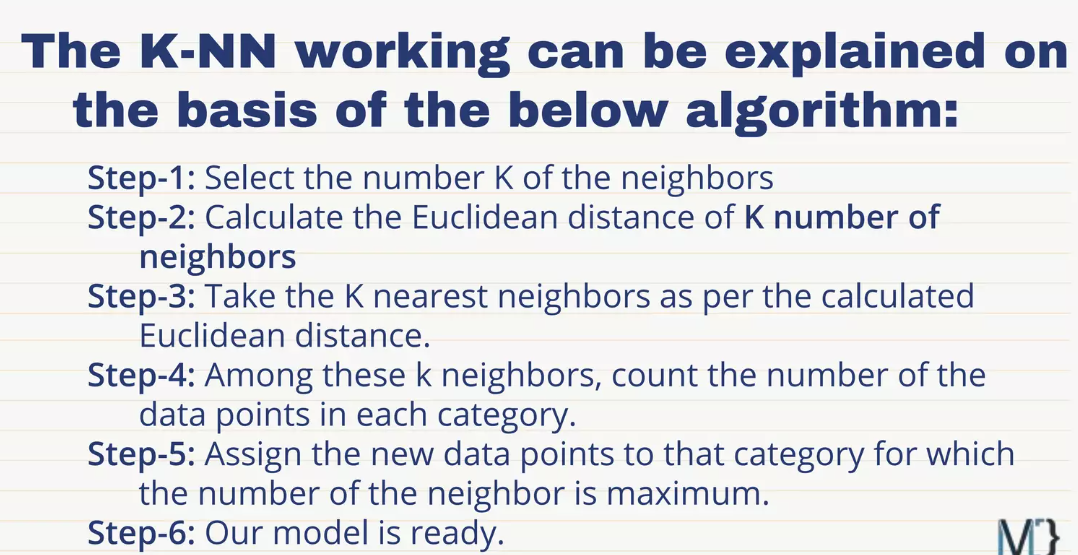 The K-NN working can be explained on
the basis of the below algorithm:
Step-1: Select the number K of the neighbors
Step-2: Calculate the Euclidean distance of K number of
neighbors
Step-3: Take the K nearest neighbors as per the calculated
Euclidean distance.
Step-4: Among these k neighbors, count the number of the
data points in each category.
Step-5: Assign the new data points to that category for which
the number of the neighbor is maximum.
Step-6: Our model is ready.